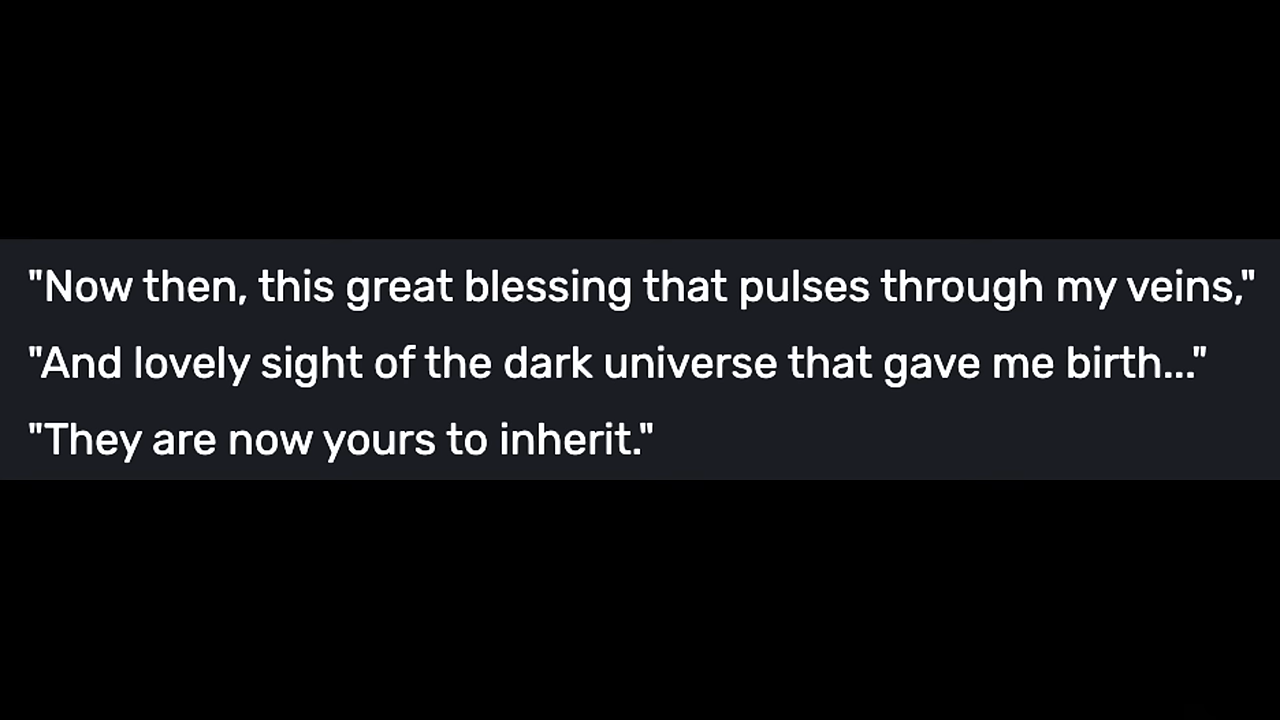 "Now then, this great blessing that pulses through my veins,"
"And lovely sight of the dark universe that gave me birth..."
"They are now yours to inherit."